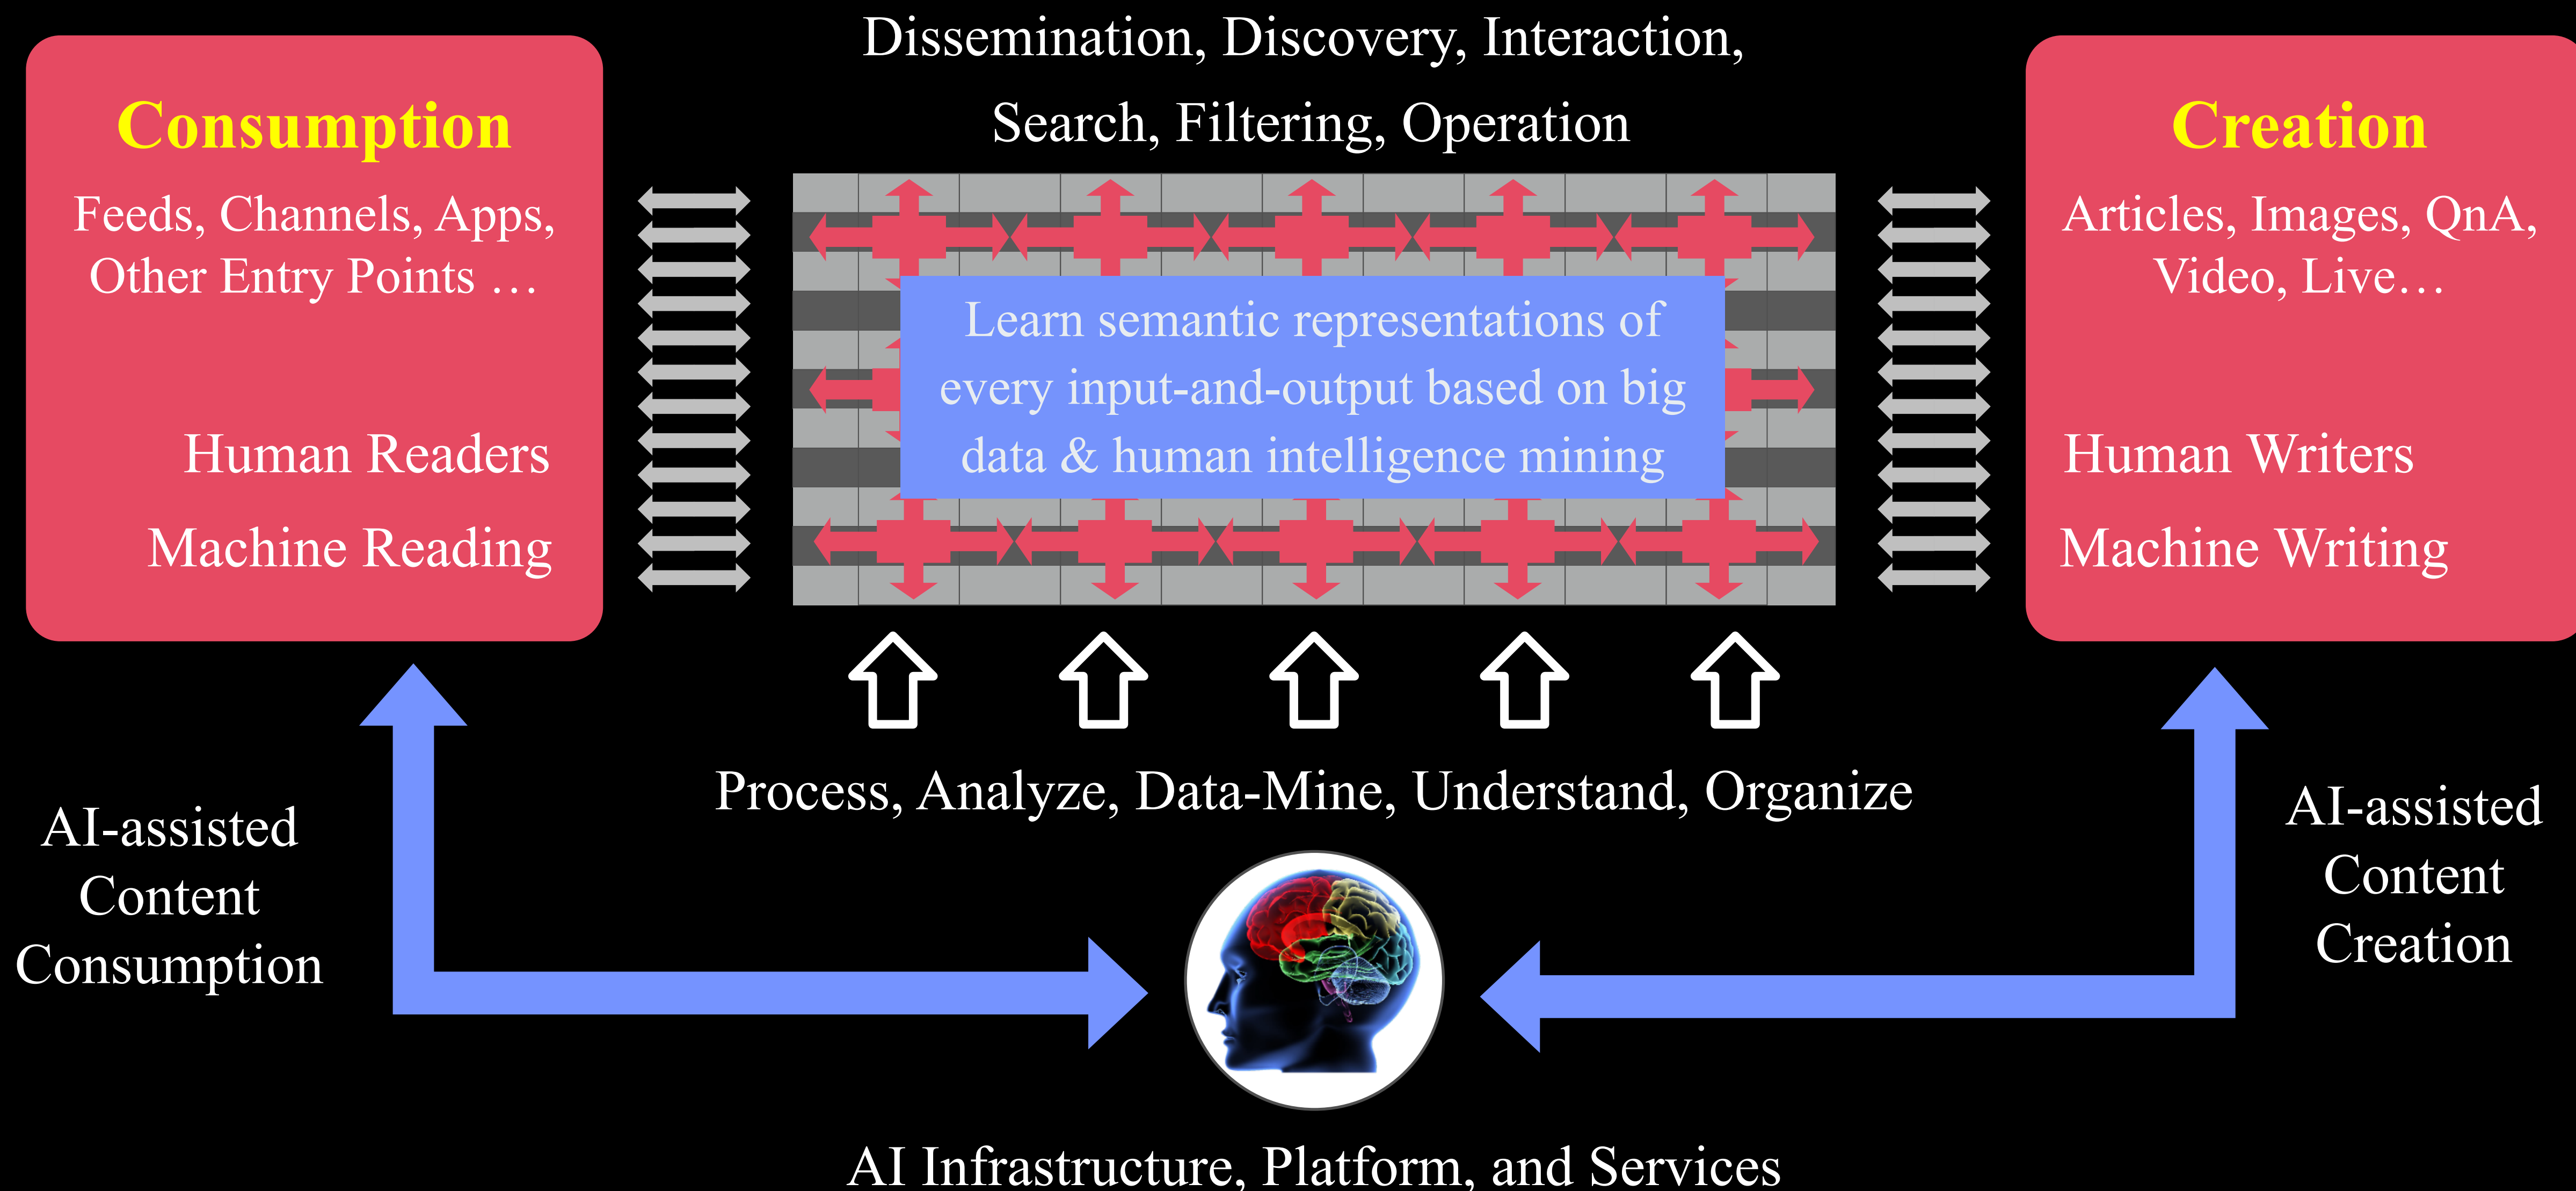 Dissemination, Discovery, Interaction,
Search, Filtering, Operation
Consumption
Feeds, Channels, Apps,
Other Entry Points …
Human Readers
Machine Reading
Learn semantic representations of
every input-and-output based on big
data & human intelligence mining
Creation
Articles, Images, QnA,
Video, Live…
Human Writers
Machine Writing
Process, Analyze, Data-Mine, Understand, Organize
AI-assisted
Content
Consumption
AI-assisted
Content
Creation
AI Infrastructure, Platform, and Services